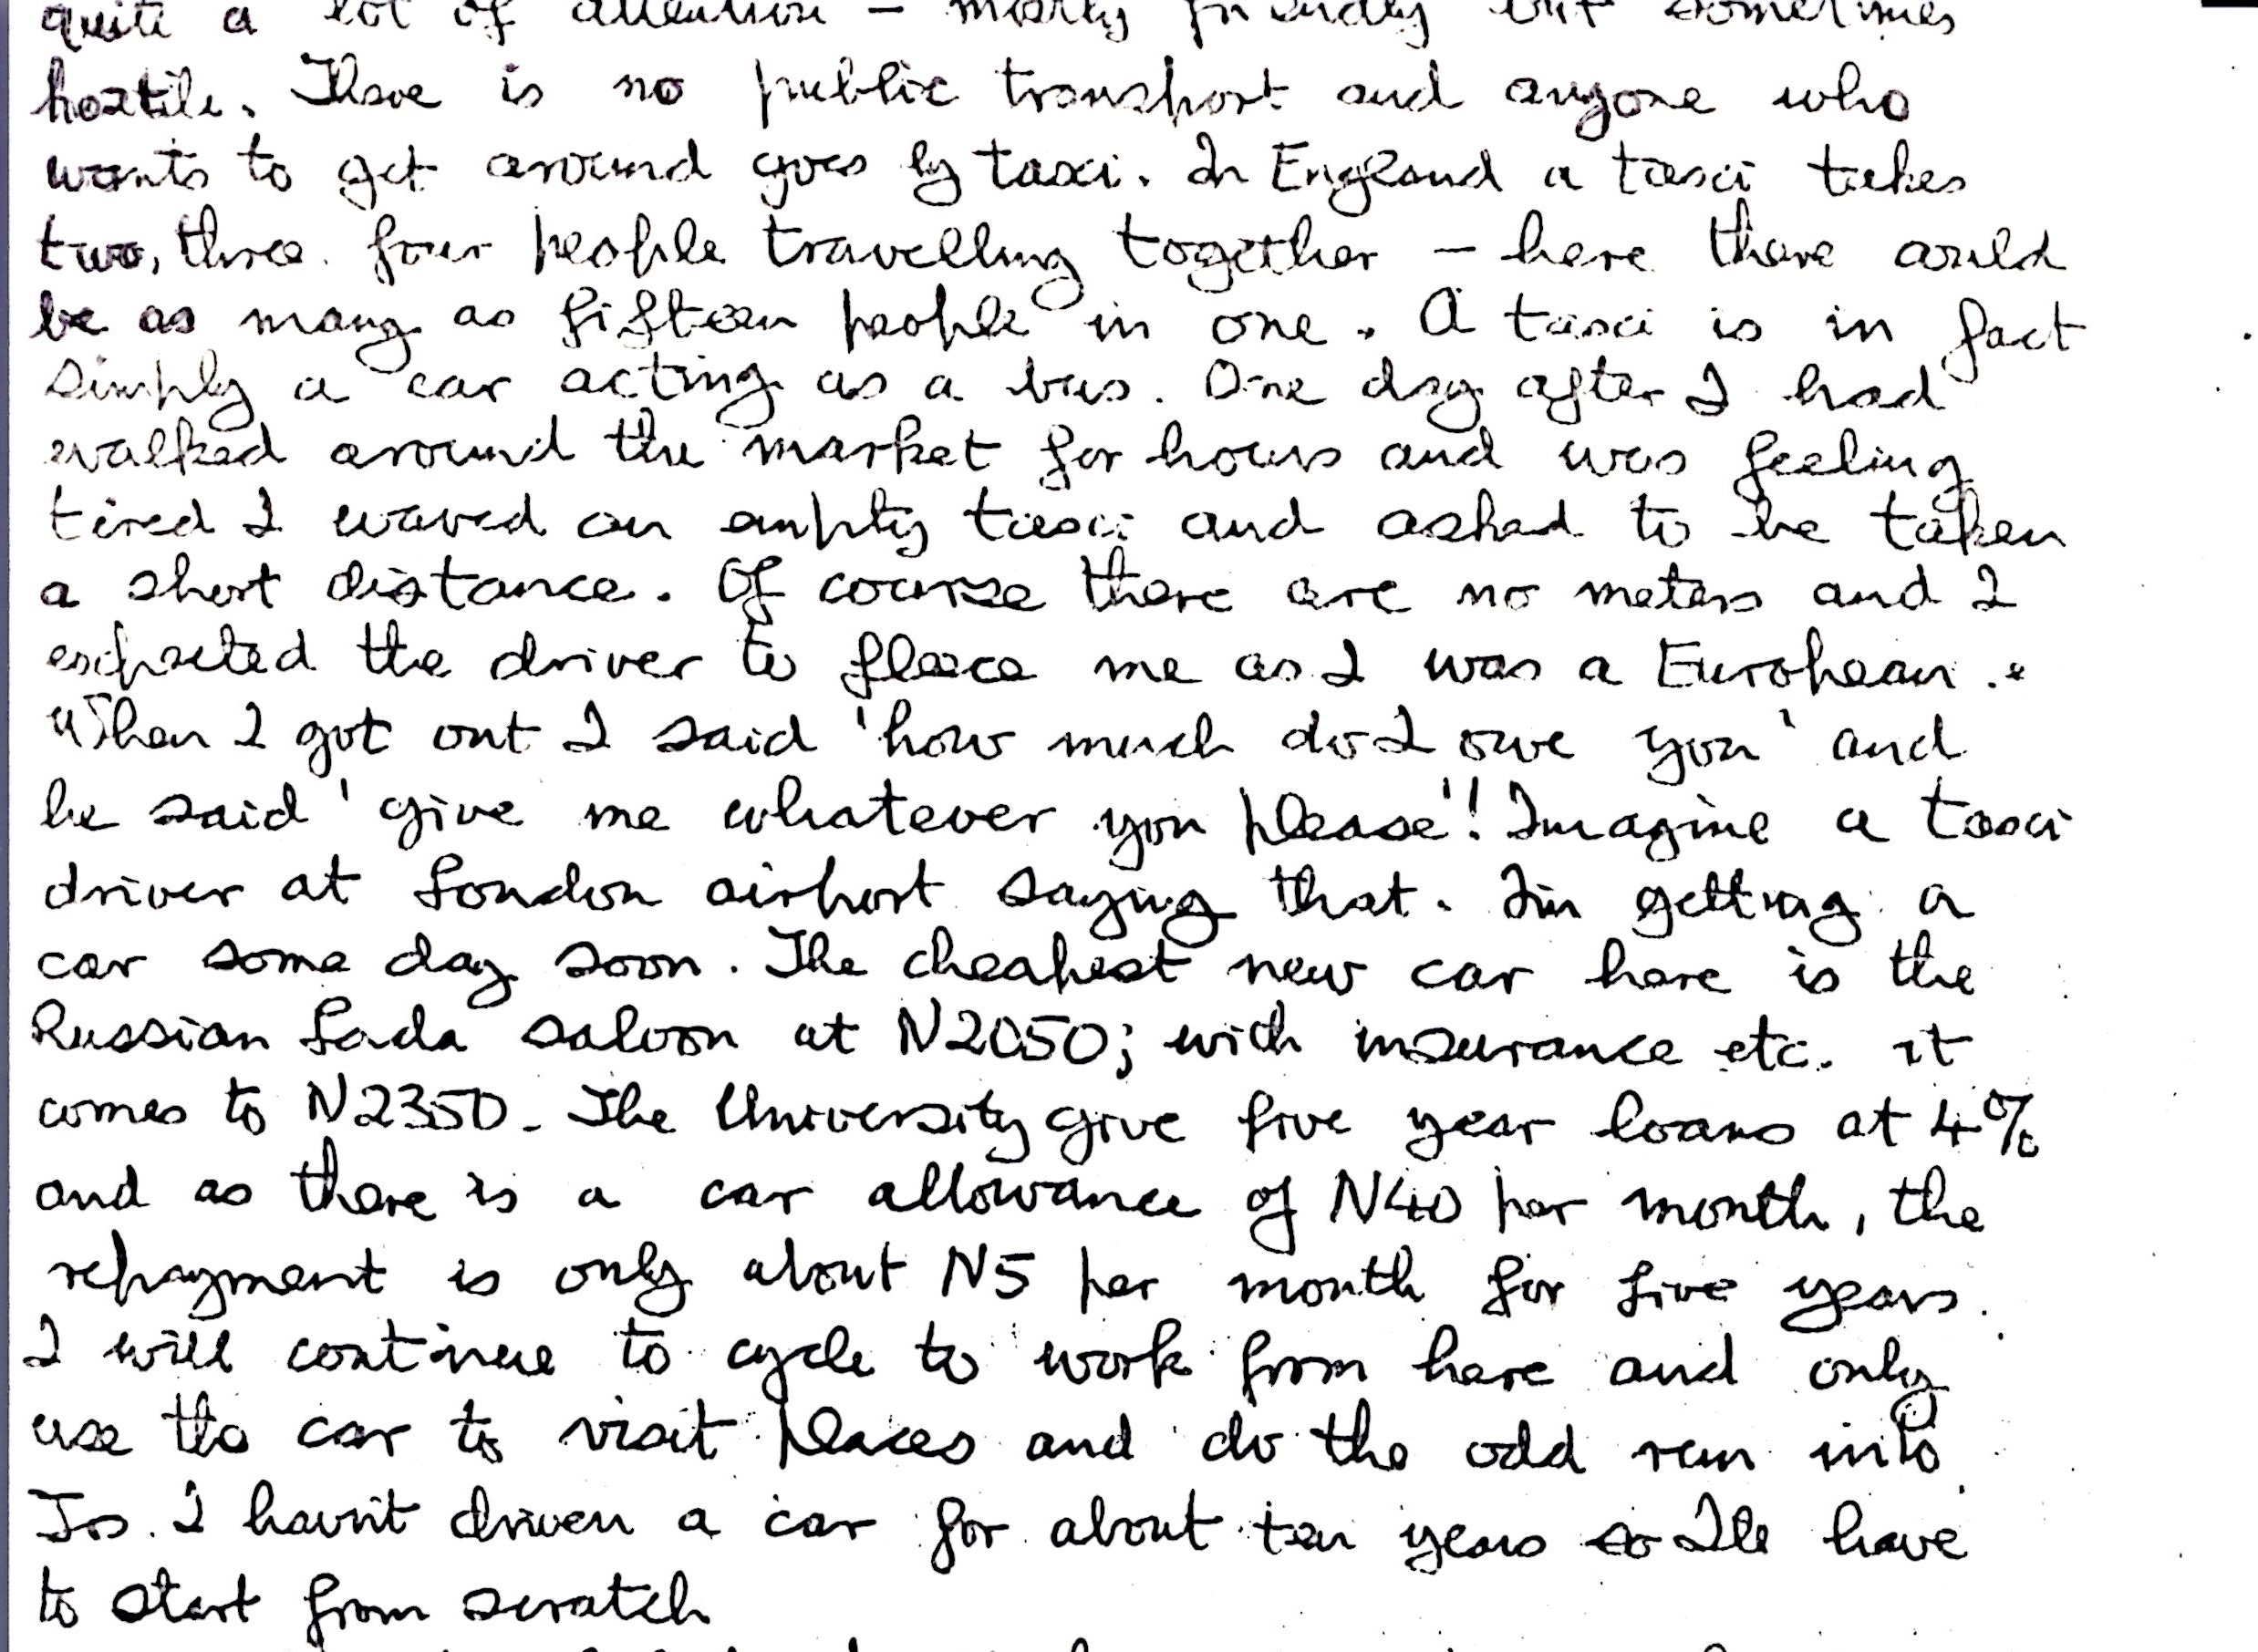 quite a lot of attention – mostly friendly but sometimes
hostile. There is no public transport and anyone who
wants to get around goes by taxi. In England a taxi takes
two, three four people travelling together – here there could
be as many as fifteen people in one. A taxi is in fact
simply a car acting as a bus. One day after I had
walked around the market for hours and was feeling
tired I waved an empty taxi and asked to be taken
a short distance. Of course there are no meters and I
expected the driver to fleece me as I was a European.
When I got out I said 'how much do I owe you' and
he said 'give me whatever you please'! Imagine a taxi
driver at London airport saying that. I'm getting a
car some day soon. The cheapest new car here is the
Russian Lada saloon at N2050; with insurance etc. it
comes to N2350. The University give five year loans at 4%
and as there is a car allowance of N40 per month, the
repayment is only about N5 per month for five years.
I will continue to cycle to work from here and only
use the car to visit places and do the odd run into
Jos. I havn't driven a car for about ten years so I'll have
to start from scratch